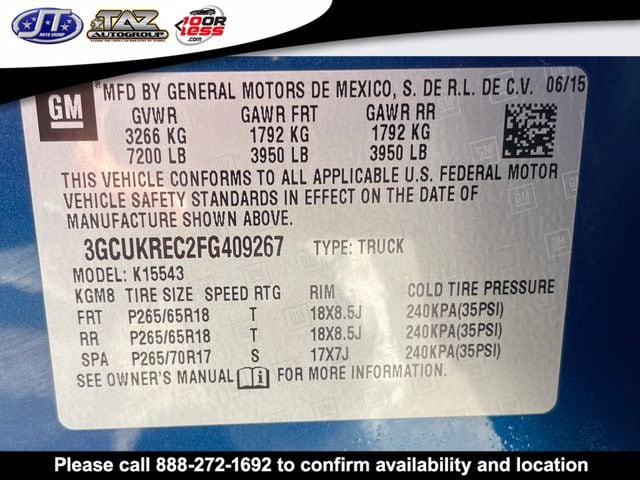 JT AUTO GROUP
TAZ AUTOGROUP
100K OR LESS.COM
GM
MFD BY GENERAL MOTORS DE MEXICO, S. DE R.L. DE C.V. 06/15
GVWR GAWR FRT GAWR RR
3266 KG 1792 KG 1792 KG
7200 LB 3950 LB 3950 LB
THIS VEHICLE CONFORMS TO ALL APPLICABLE U.S. FEDERAL MOTOR
VEHICLE SAFETY STANDARDS IN EFFECT ON THE DATE OF
MANUFACTURE SHOWN ABOVE.
3GCUKREC2FG409267 TYPE: TRUCK
MODEL: K15543
KGM8 TIRE SIZE SPEED RTG RIM COLD TIRE PRESSURE
FRT P265/65R18 T 18X8.5J 240KPA(35PSI)
RR P265/65R18 T 18X8.5J 240KPA(35PSI)
SPA P265/70R17 S 17X7J 240KPA(35PSI)
SEE OWNER'S MANUAL FOR MORE INFORMATION.
Please call 888-272-1692 to confirm availability and location